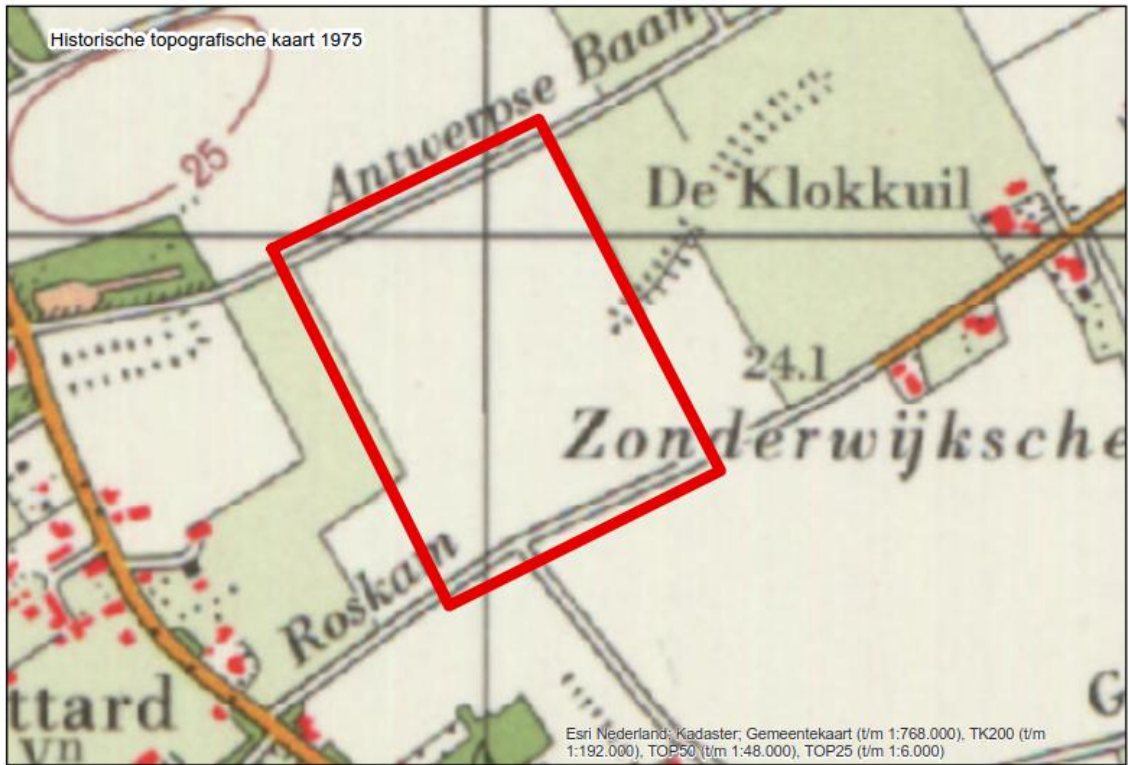 Historische topografische kaart 1975
Antwerpse Baan
25
De Klokkuil
24.1
Zonderwijksche
Roskam
ttard
G
Esri Nederland; Kadaster; Gemeentekaart (t/m 1:768.000), TK200 (t/m
1:192.000), TOP50 (t/m 1:48.000), TOP25 (t/m 1:6.000)